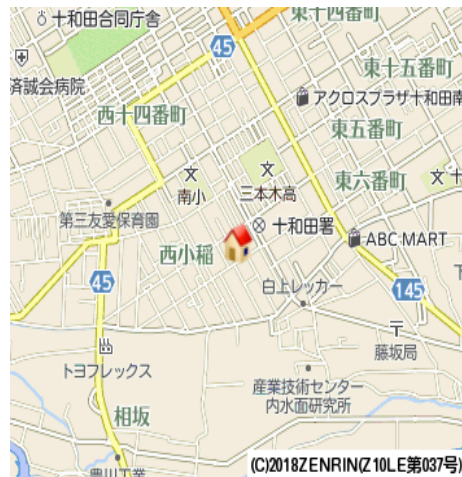 十和田合同庁舎
東十四番町
45
済誠会病院
東十五番町
アクロスプラザ十和田南
西十四番町
東五番町
東六番町
南小
三本木高
第三友愛保育園
十和田署
ABC MART
西小稲
45
白上レッカー
145
下
藤坂局
トヨフレックス
産業技術センター
内水面研究所
相坂
豊川工業
(C)2018ZENRIN(Z10LE第037号)